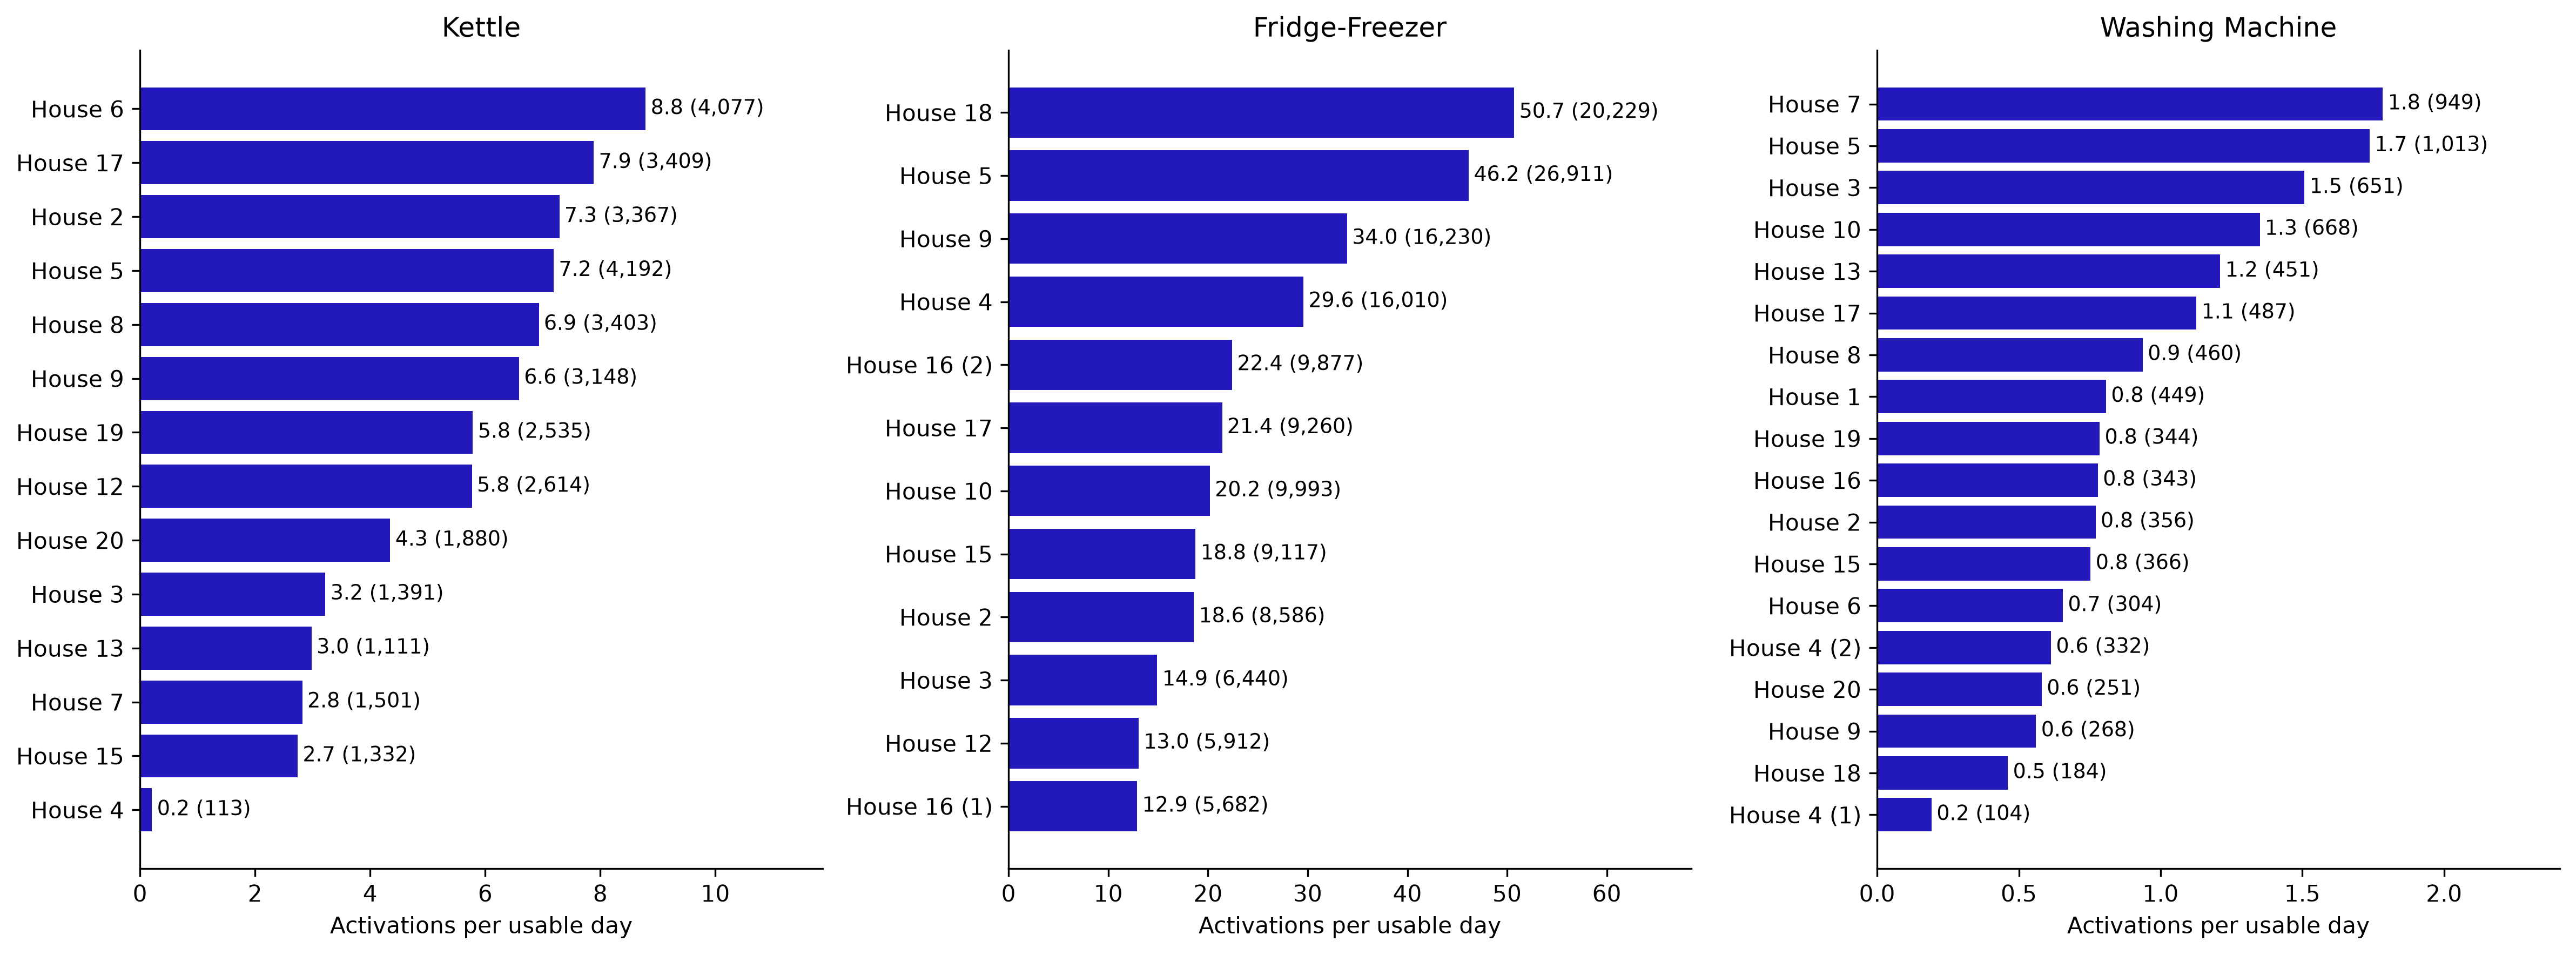 Kettle
House 6 8.8 (4,077)
House 17 7.9 (3,409)
House 2 7.3 (3,367)
House 5 7.2 (4,192)
House 8 6.9 (3,403)
House 9 6.6 (3,148)
House 19 5.8 (2,535)
House 12 5.8 (2,614)
House 20 4.3 (1,880)
House 3 3.2 (1,391)
House 13 3.0 (1,111)
House 7 2.8 (1,501)
House 15 2.7 (1,332)
House 4 0.2 (113)
0 2 4 6 8 10
Activations per usable day
Fridge-Freezer
House 18 50.7 (20,229)
House 5 46.2 (26,911)
House 9 34.0 (16,230)
House 4 29.6 (16,010)
House 16 (2) 22.4 (9,877)
House 17 21.4 (9,260)
House 10 20.2 (9,993)
House 15 18.8 (9,117)
House 2 18.6 (8,586)
House 3 14.9 (6,440)
House 12 13.0 (5,912)
House 16 (1) 12.9 (5,682)
0 10 20 30 40 50 60
Activations per usable day
Washing Machine
House 7 1.8 (949)
House 5 1.7 (1,013)
House 3 1.5 (651)
House 10 1.3 (668)
House 13 1.2 (451)
House 17 1.1 (487)
House 8 0.9 (460)
House 1 0.8 (449)
House 19 0.8 (344)
House 16 0.8 (343)
House 2 0.8 (356)
House 15 0.8 (366)
House 6 0.7 (304)
House 4 (2) 0.6 (332)
House 20 0.6 (251)
House 9 0.6 (268)
House 18 0.5 (184)
House 4 (1) 0.2 (104)
0.0 0.5 1.0 1.5 2.0
Activations per usable day